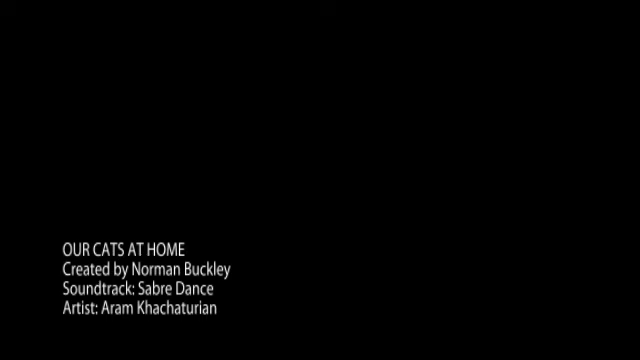 OUR CATS AT HOME
Created by Norman Buckley
Soundtrack: Sabre Dance
Artist: Aram Khachaturian